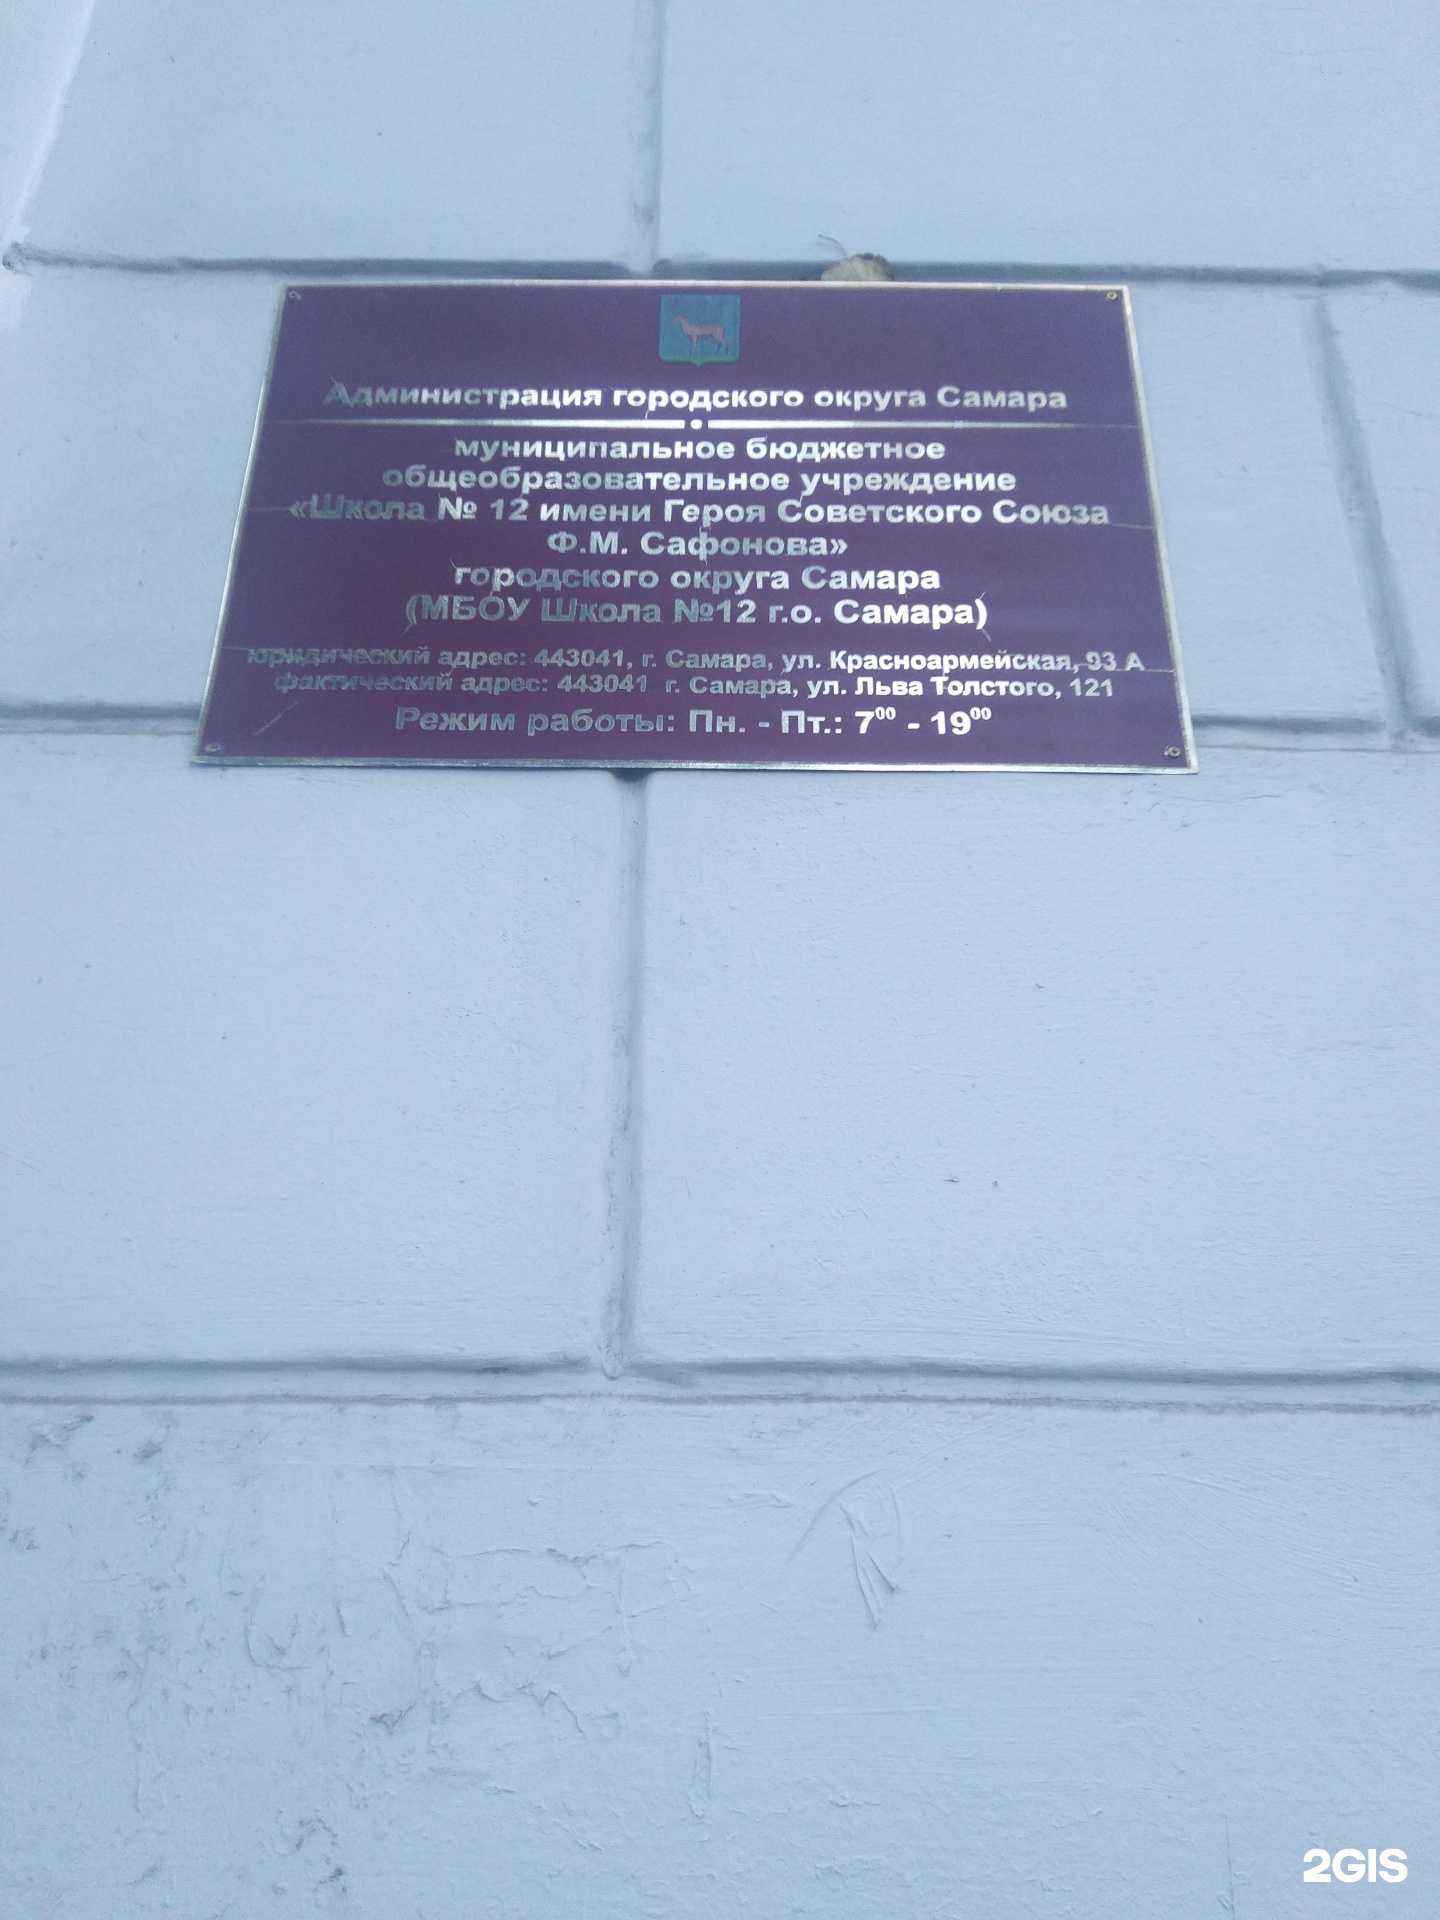 Администрация городского округа Самара
муниципальное бюджетное
общеобразовательное учреждение
«Школа № 12 имени Героя Советского Союза
Ф.М. Сафонова»
городского округа Самара
(МБОУ Школа №12 г.о. Самара)
юридический адрес: 443041, г. Самара, ул. Красноармейская, 93 А
фактический адрес: 443041 г. Самара, ул. Льва Толстого, 121
Режим работы: Пн. - Пт.: 7⁰⁰ - 19⁰⁰
2GIS